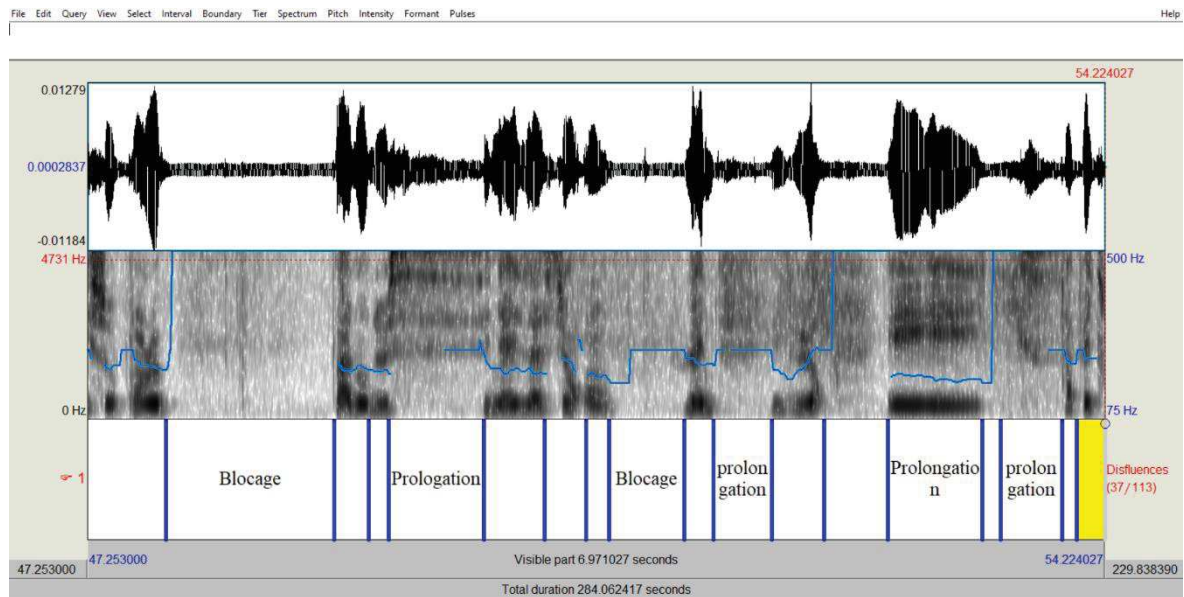 File Edit Query View Select Interval Boundary Tier Spectrum Pitch Intensity Formant Pulses Help
54.224027
0.01279
0.0002837
-0.01184
4731 Hz 500 Hz
0 Hz 75 Hz
1 Blocage Prologation Blocage prolon
gation Prolongatio
n prolon
gation Disfluences
(37/113)
47.253000 Visible part 6.971027 seconds 54.224027
47.253000 229.838390
Total duration 284.062417 seconds